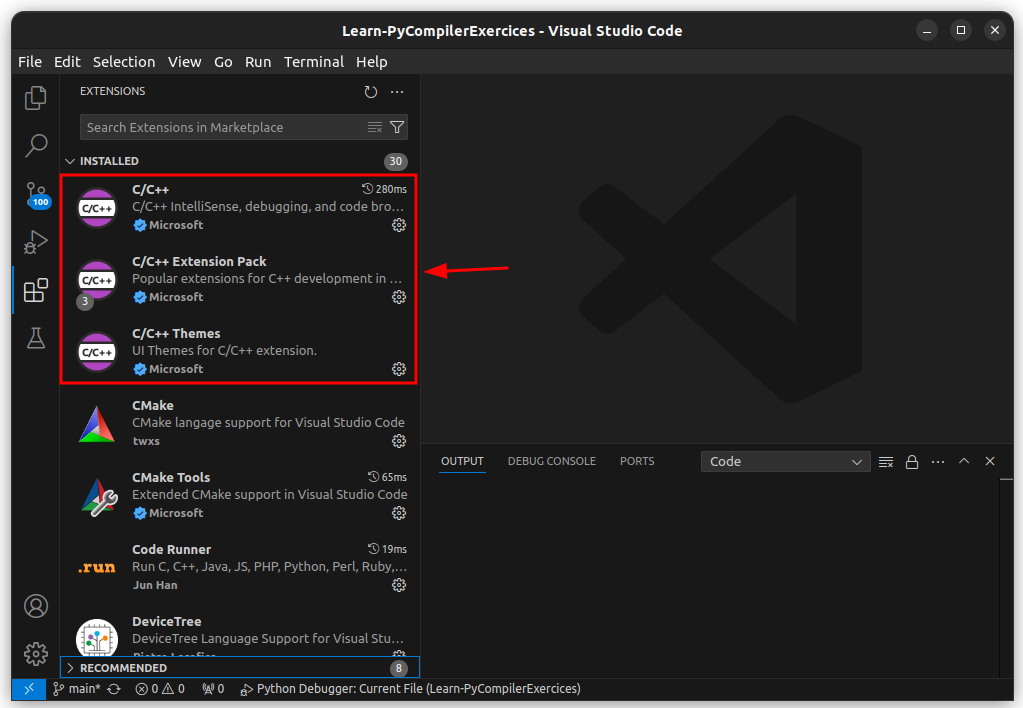 Learn-PyCompilerExercices - Visual Studio Code
File Edit Selection View Go Run Terminal Help
EXTENSIONS
Search Extensions in Marketplace
INSTALLED 30
C/C++ 280ms
C/C++ IntelliSense, debugging, and code bro...
Microsoft
C/C++
C/C++ Extension Pack
Popular extensions for C++ development in ...
Microsoft
C/C++
3
C/C++ Themes
UI Themes for C/C++ extension.
Microsoft
C/C++
CMake
CMake langage support for Visual Studio Code
twxs
CMake Tools 65ms
Extended CMake support in Visual Studio Code
Microsoft
Code Runner 19ms
Run C, C++, Java, JS, PHP, Python, Perl, Ruby,...
Jun Han
.run
DeviceTree
DeviceTree Language Support for Visual Stu...
RECOMMENDED 8
100
OUTPUT DEBUG CONSOLE PORTS Code
main* 0 0 0 Python Debugger: Current File (Learn-PyCompilerExercices)